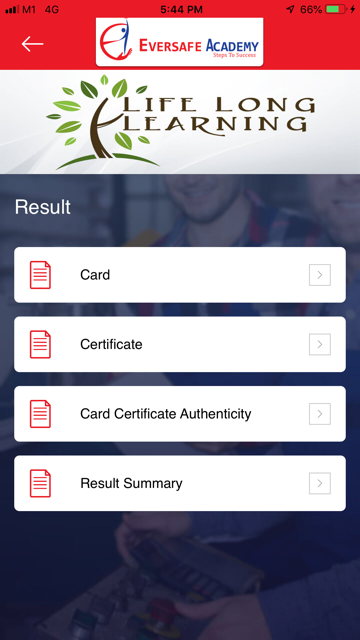 M1 4G 5:44 PM 66%
EVERSAFE ACADEMY
Steps To Success
LIFE LONG
LEARNING
Result
Card
Certificate
Card Certificate Authenticity
Result Summary